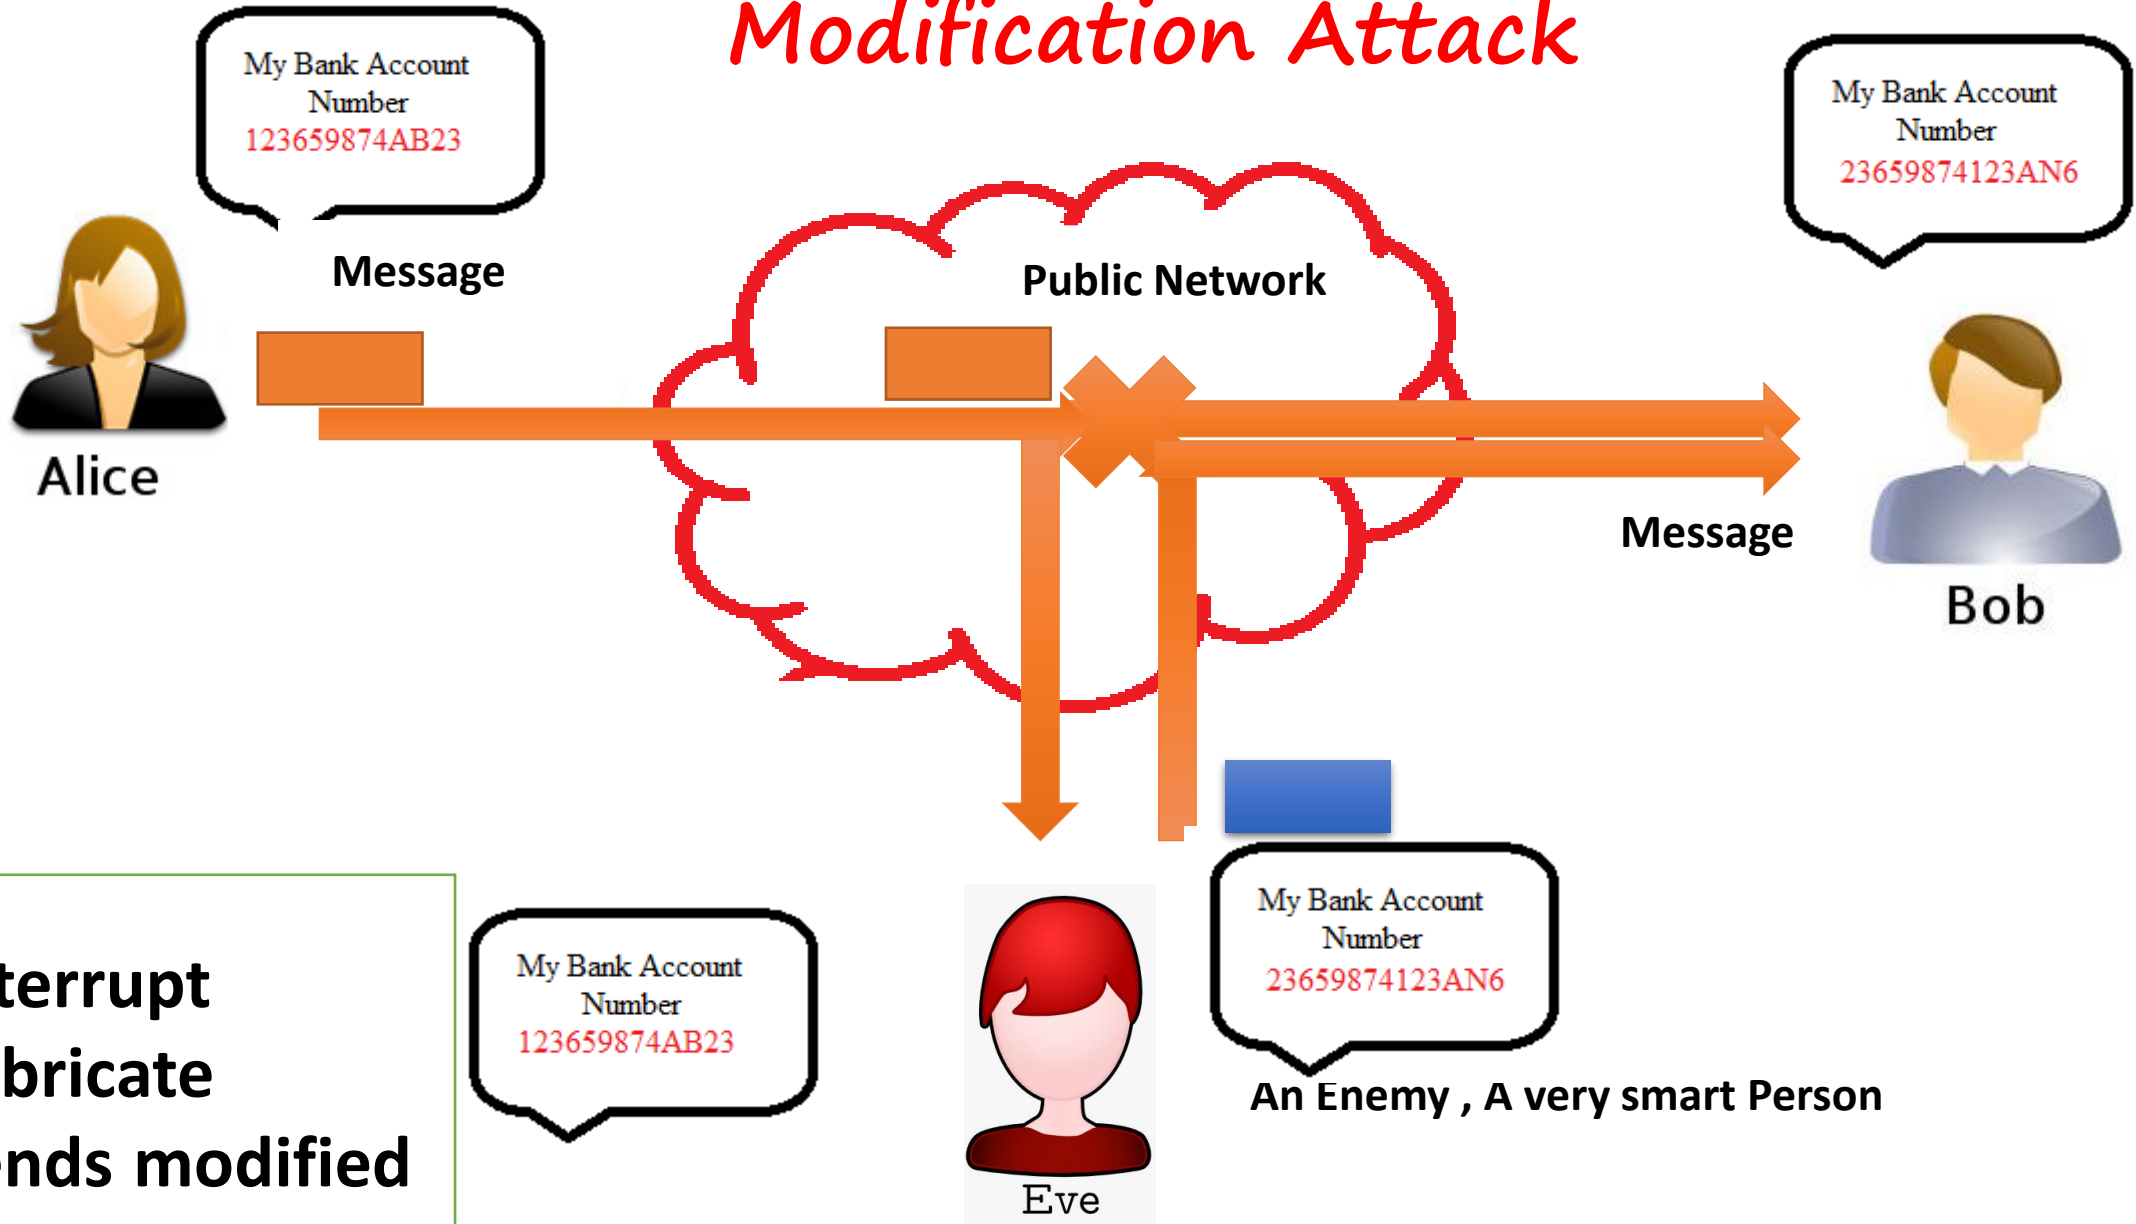 Modification Attack
My Bank Account
Number
123659874AB23
My Bank Account
Number
23659874123AN6
Message
Public Network
Alice
Message
Bob
My Bank Account
Number
23659874123AN6
An Enemy , A very smart Person
My Bank Account
Number
123659874AB23
terrupt
bricate
ends modified
Eve